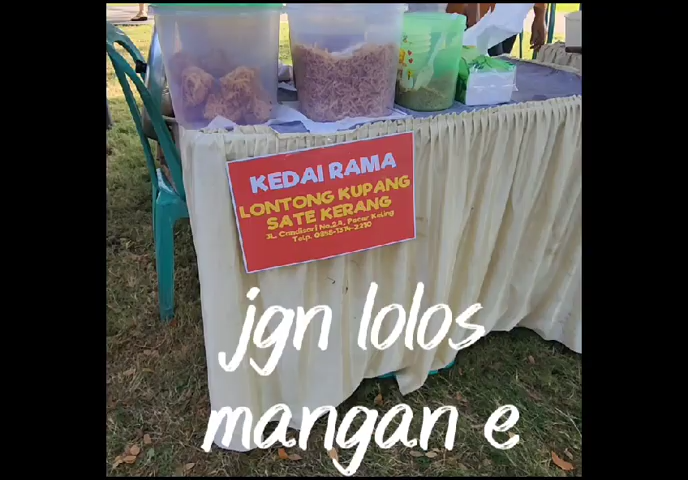 KEDAI RAMA
LONTONG KUPANG
SATE KERANG
jgn lolos
mangan e